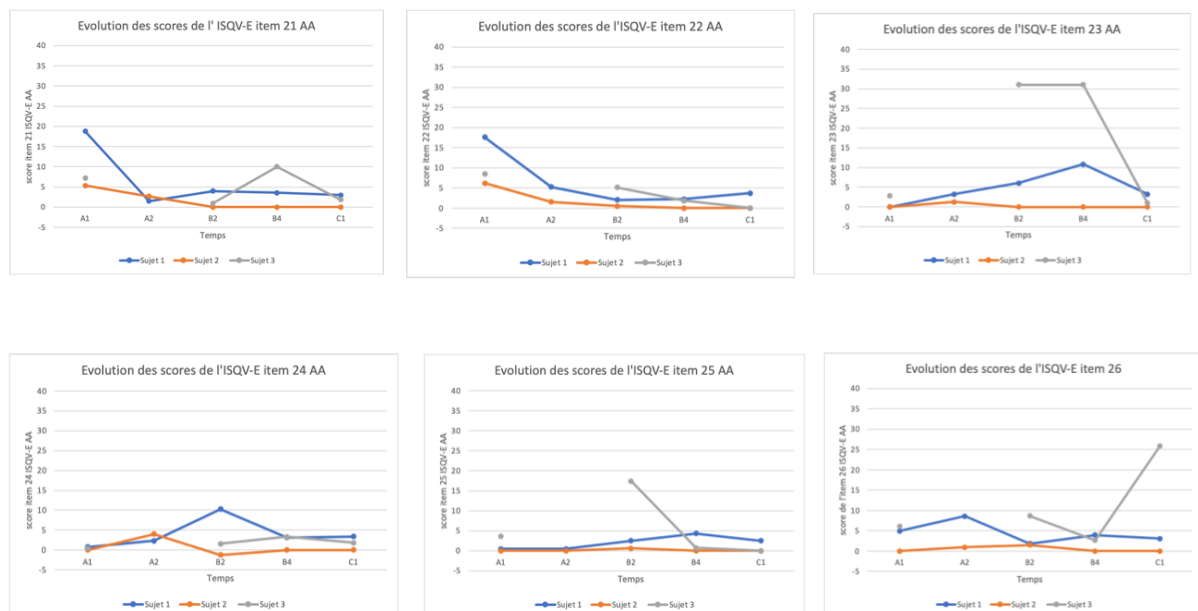 Evolution des scores de l' ISQV-E item 21 AA
score item 21 ISQV-E AA
40
35
30
25
20
15
10
5
0
-5
A1 A2 B2 B4 C1
Temps
Sujet 1 Sujet 2 Sujet 3
Evolution des scores de l'ISQV-E item 22 AA
score item 22 ISQV-E AA
40
35
30
25
20
15
10
5
0
-5
A1 A2 B2 B4 C1
Temps
Sujet 1 Sujet 2 Sujet 3
Evolution des scores de l'ISQV-E item 23 AA
score item 23 ISQV-E AA
40
35
30
25
20
15
10
5
0
-5
A1 A2 B2 B4 C1
Temps
Sujet 1 Sujet 2 Sujet 3
Evolution des scores de l'ISQV-E item 24 AA
score item 24 ISQV-E AA
40
35
30
25
20
15
10
5
0
-5
A1 A2 B2 B4 C1
Temps
Sujet 1 Sujet 2 Sujet 3
Evolution des scores de l'ISQV-E item 25 AA
score item 25 ISQV-E AA
40
35
30
25
20
15
10
5
0
-5
A1 A2 B2 B4 C1
Temps
Sujet 1 Sujet 2 Sujet 3
Evolution des scores de l'ISQV-E item 26
score de l'item 26 ISQV-E AA
40
35
30
25
20
15
10
5
0
-5
A1 A2 B2 B4 C1
Temps
Sujet 1 Sujet 2 Sujet 3